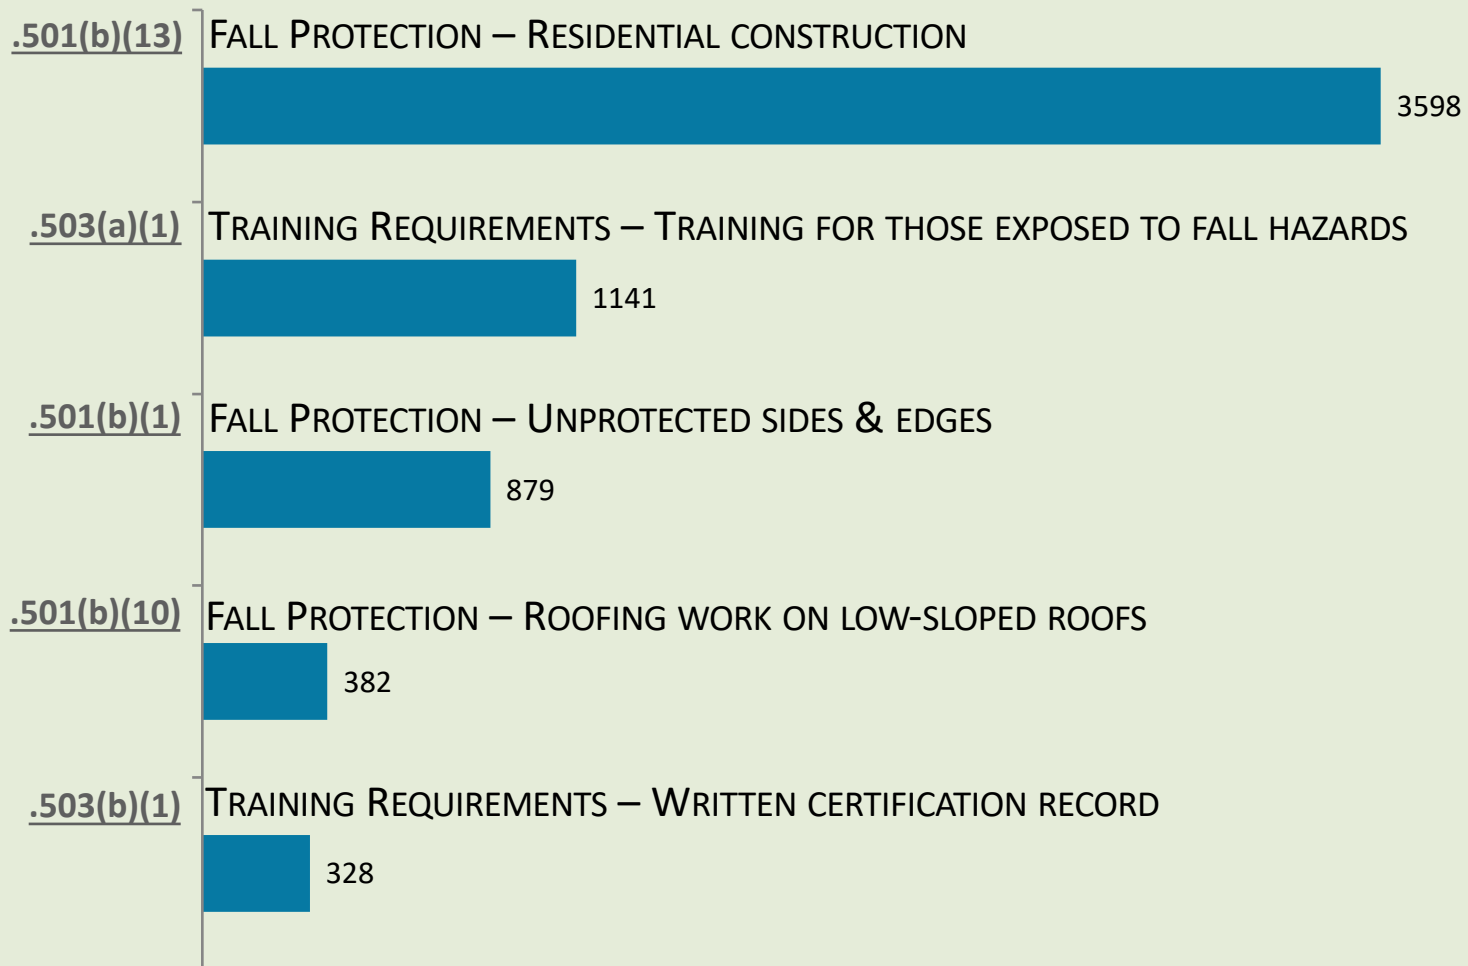 .501(b)(13) FALL PROTECTION – RESIDENTIAL CONSTRUCTION
3598
.503(a)(1) TRAINING REQUIREMENTS – TRAINING FOR THOSE EXPOSED TO FALL HAZARDS
1141
.501(b)(1) FALL PROTECTION – UNPROTECTED SIDES & EDGES
879
.501(b)(10) FALL PROTECTION – ROOFING WORK ON LOW-SLOPED ROOFS
382
.503(b)(1) TRAINING REQUIREMENTS – WRITTEN CERTIFICATION RECORD
328